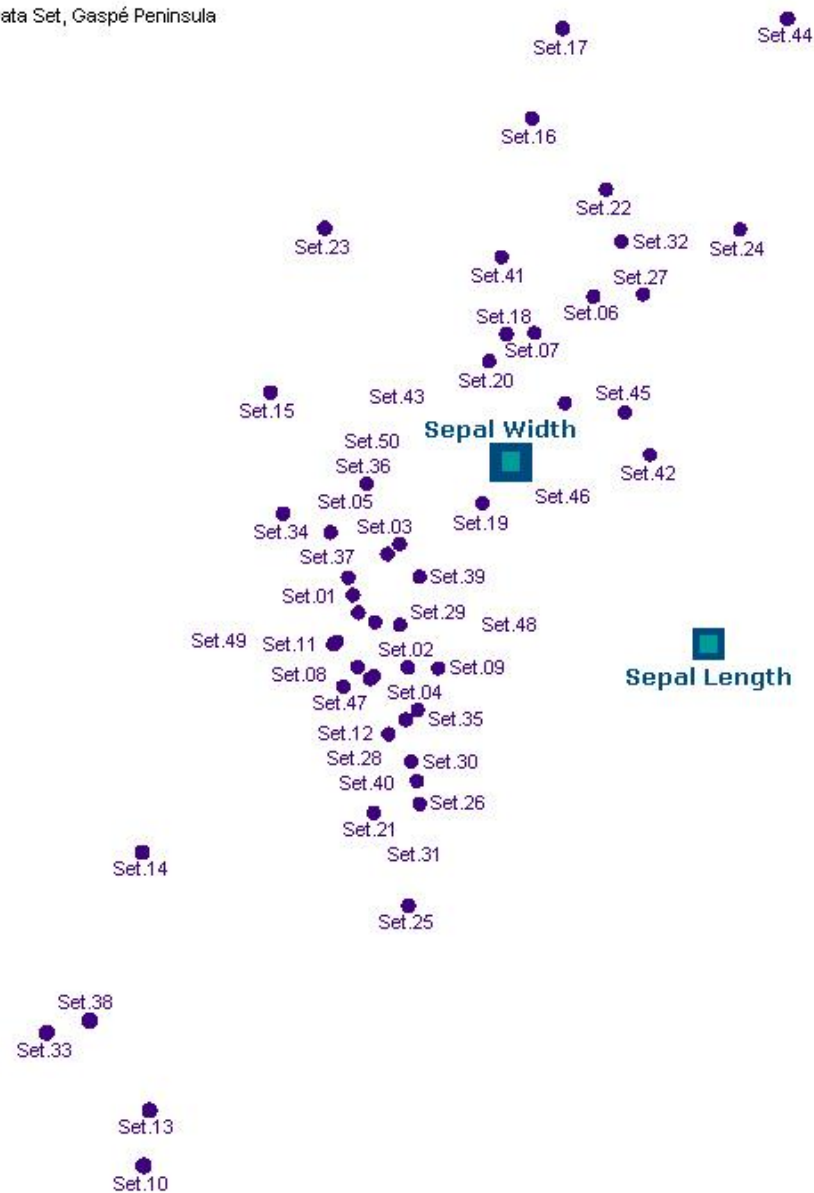 ata Set, Gaspé Peninsula
Set.44
Set.17
Set.16
Set.22
Set.32
Set.24
Set.23
Set.41
Set.27
Set.06
Set.18
Set.07
Set.20
Set.43
Set.45
Set.15
Sepal Width
Set.50
Set.36
Set.42
Set.05
Set.46
Set.34
Set.03
Set.19
Set.37
Set.39
Set.01
Set.29
Set.48
Set.49
Set.11
Set.02
Set.08
Set.09
Sepal Length
Set.04
Set.47
Set.35
Set.12
Set.28
Set.30
Set.40
Set.26
Set.21
Set.31
Set.14
Set.25
Set.38
Set.33
Set.13
Set.10